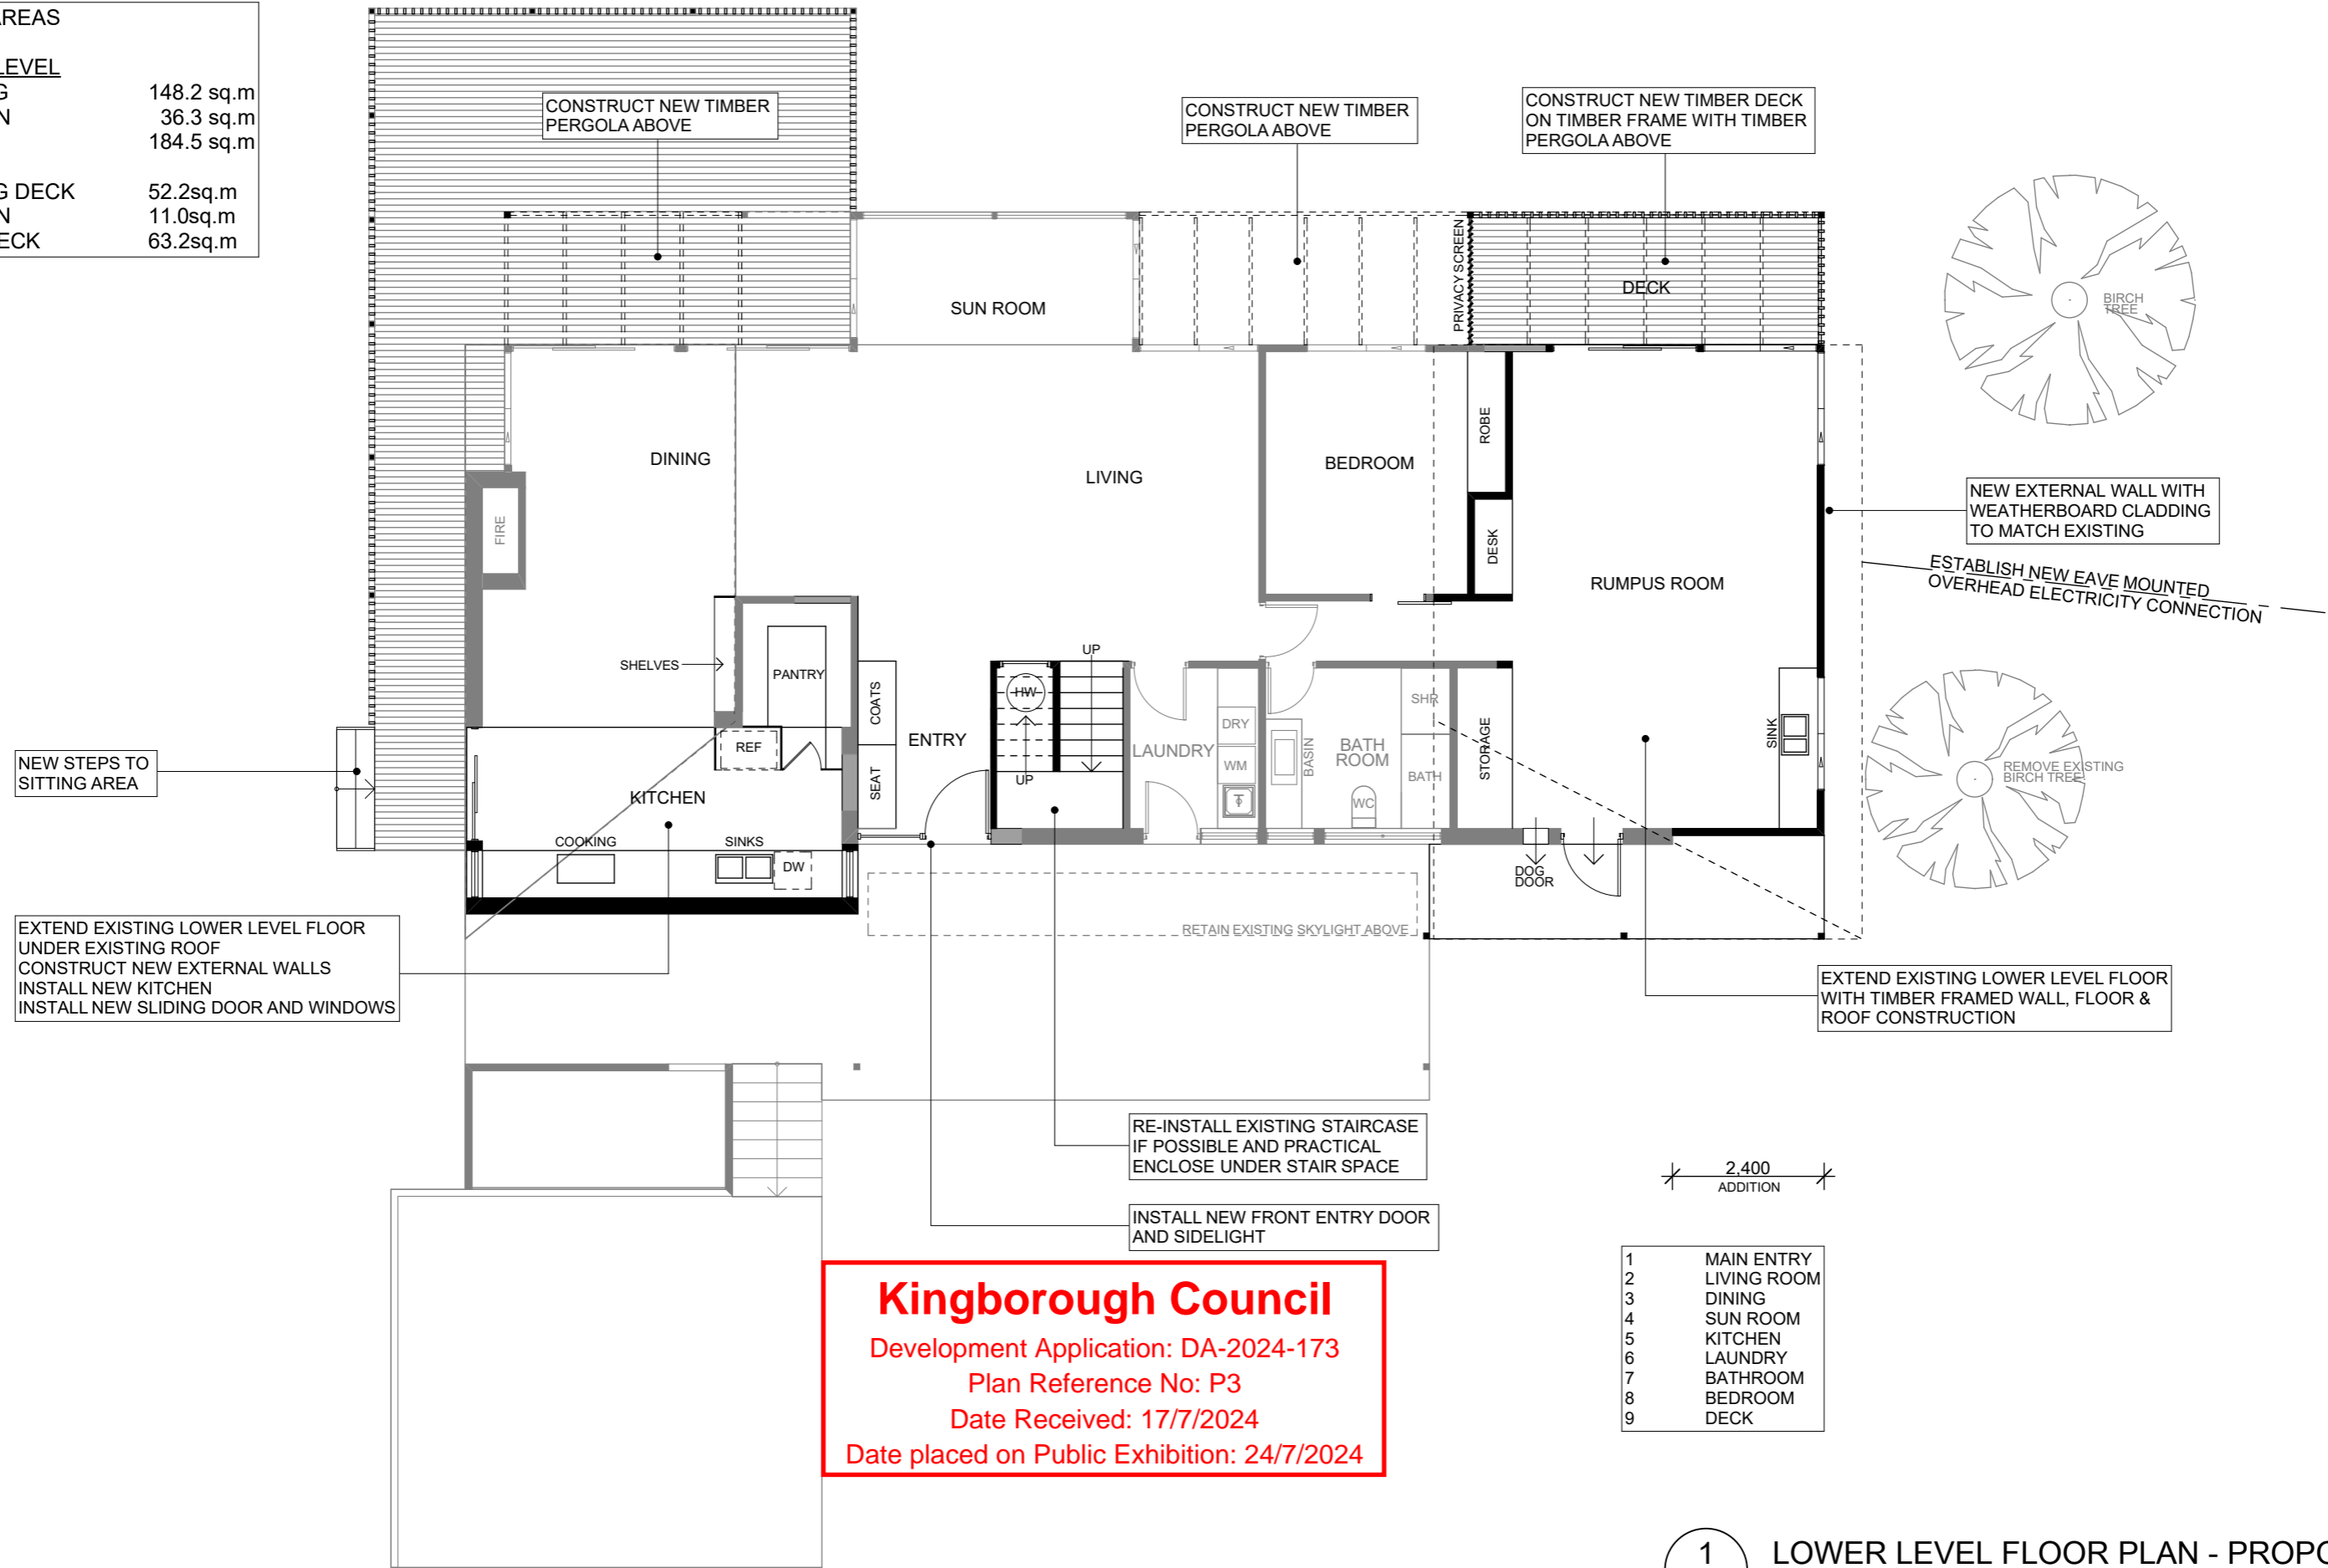 AREAS
LEVEL
G 148.2 sq.m
N 36.3 sq.m
184.5 sq.m
G DECK 52.2sq.m
N 11.0sq.m
ECK 63.2sq.m
CONSTRUCT NEW TIMBER
PERGOLA ABOVE
CONSTRUCT NEW TIMBER
PERGOLA ABOVE
CONSTRUCT NEW TIMBER DECK
ON TIMBER FRAME WITH TIMBER
PERGOLA ABOVE
PRIVACY SCREEN
DECK
SUN ROOM
BIRCH
TREE
DINING
LIVING
BEDROOM
ROBE
DESK
FIRE
RUMPUS ROOM
NEW EXTERNAL WALL WITH
WEATHERBOARD CLADDING
TO MATCH EXISTING
ESTABLISH NEW EAVE MOUNTED
OVERHEAD ELECTRICITY CONNECTION
SHELVES
PANTRY
COATS
SEAT
ENTRY
HW
UP
UP
LAUNDRY
DRY
WM
BASIN
BATH
ROOM
SHR
BATH
WC
STORAGE
SINK
REMOVE EXISTING
BIRCH TREE
NEW STEPS TO
SITTING AREA
REF
KITCHEN
COOKING
SINKS
DW
DOG
DOOR
RETAIN EXISTING SKYLIGHT ABOVE
EXTEND EXISTING LOWER LEVEL FLOOR
UNDER EXISTING ROOF
CONSTRUCT NEW EXTERNAL WALLS
INSTALL NEW KITCHEN
INSTALL NEW SLIDING DOOR AND WINDOWS
EXTEND EXISTING LOWER LEVEL FLOOR
WITH TIMBER FRAMED WALL, FLOOR &
ROOF CONSTRUCTION
RE-INSTALL EXISTING STAIRCASE
IF POSSIBLE AND PRACTICAL
ENCLOSE UNDER STAIR SPACE
2,400
ADDITION
INSTALL NEW FRONT ENTRY DOOR
AND SIDELIGHT
Kingborough Council
Development Application: DA-2024-173
Plan Reference No: P3
Date Received: 17/7/2024
Date placed on Public Exhibition: 24/7/2024
1 MAIN ENTRY
2 LIVING ROOM
3 DINING
4 SUN ROOM
5 KITCHEN
6 LAUNDRY
7 BATHROOM
8 BEDROOM
9 DECK
1 LOWER LEVEL FLOOR PLAN - PROPO